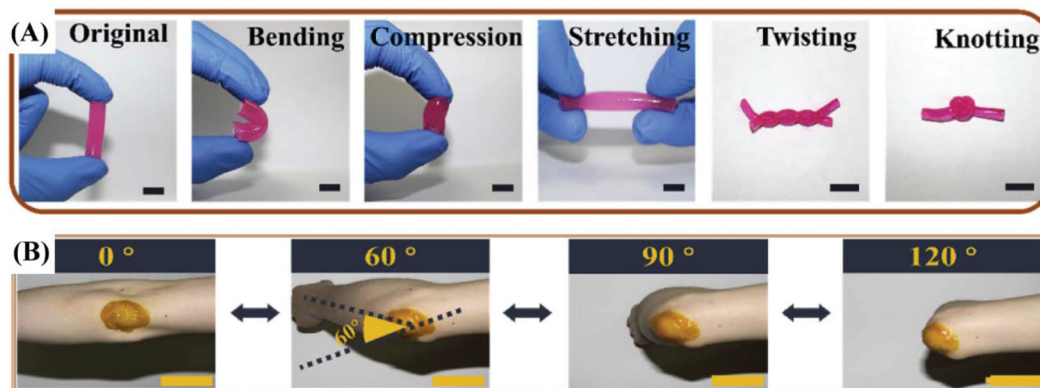 (A) Original Bending Compression Stretching Twisting Knotting
(B) 0 ° 60 ° 90 ° 120 °
60°